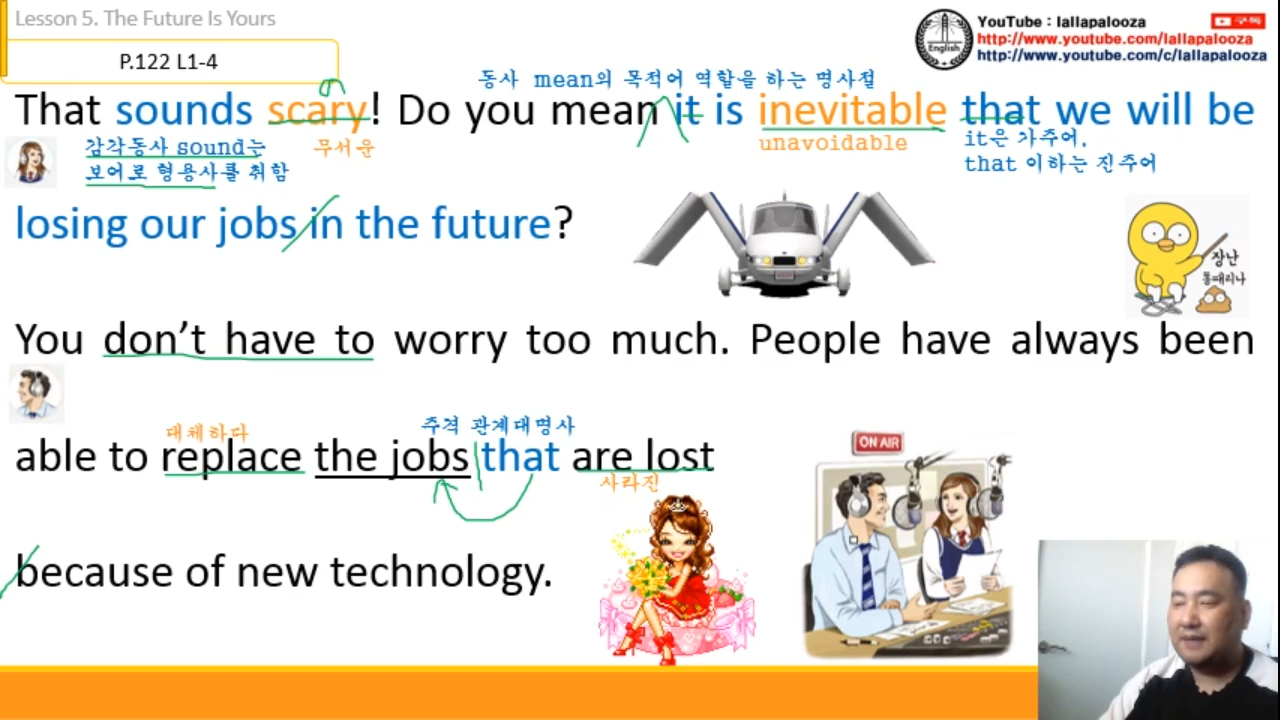 Lesson 5. The Future Is Yours
P.122 L1-4
English
YouTube : lallapalooza
구독
http://www.youtube.com/lallapalooza
http://www.youtube.com/c/lallapalooza
동사 mean의 목적어 역할을 하는 명사절
That sounds scary! Do you mean it is inevitable that we will be
감각동사 sound는
보어로 형용사를 취함
무서운
unavoidable
it은 가주어,
that 이하는 진주어
losing our jobs in the future?
장난
똥때리나
You don't have to worry too much. People have always been
대체하다
주격 관계대명사
able to replace the jobs that are lost
사라진
ON AIR
because of new technology.